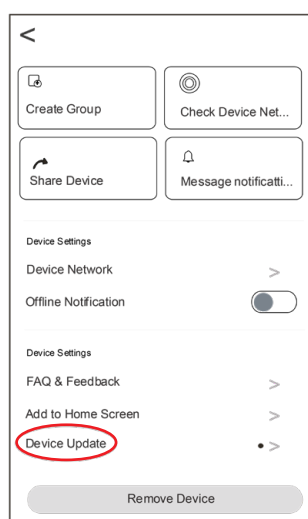 <
Create Group
Check Device Net...
Share Device
Message notificatti...
Device Settings
Device Network >
Offline Notification
Device Settings
FAQ & Feedback >
Add to Home Screen >
Device Update • >
Remove Device